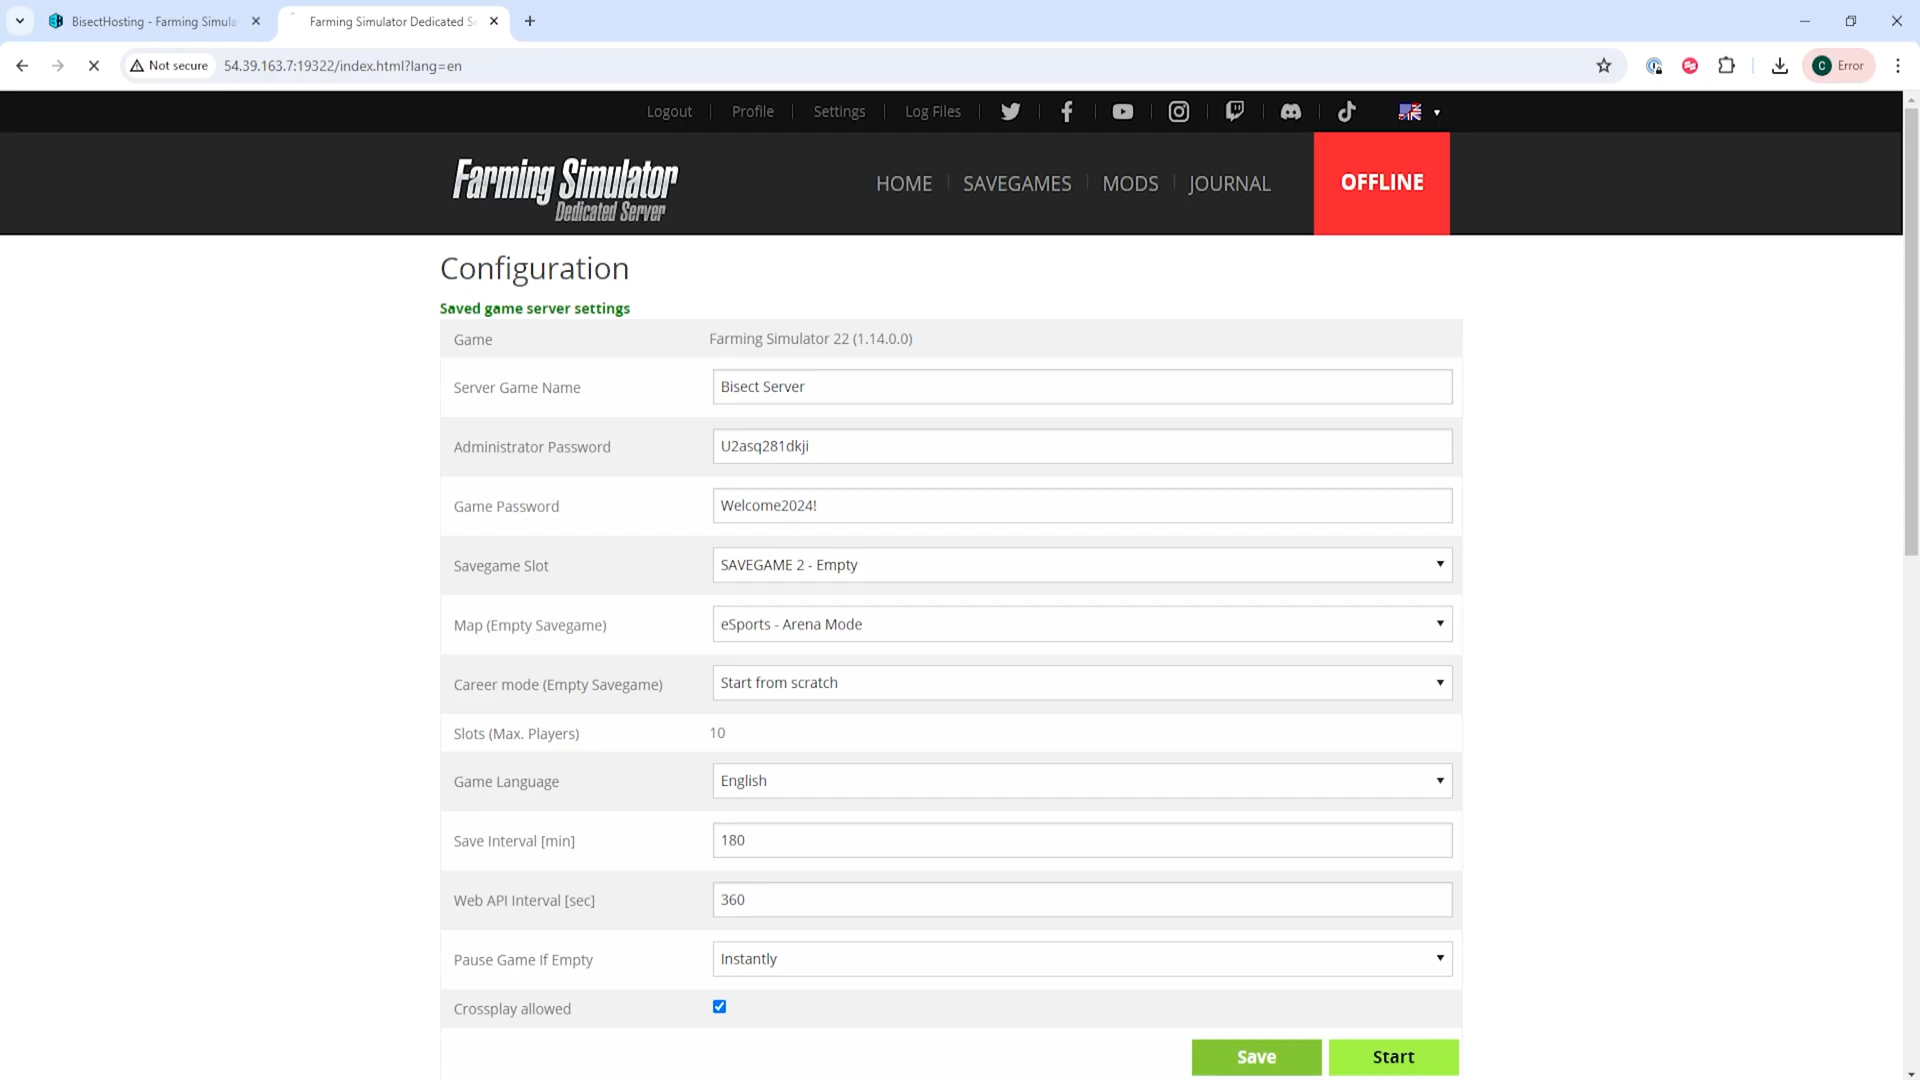 BisectHosting - Farming Simula
Farming Simulator Dedicated S
Not secure
54.39.163.7:19322/index.html?lang=en
C
Error
Logout
Profile
Settings
Log Files
Farming Simulator
Dedicated Server
HOME
SAVEGAMES
MODS
JOURNAL
OFFLINE
Configuration
Saved game server settings
Game
Farming Simulator 22 (1.14.0.0)
Server Game Name
Bisect Server
Administrator Password
U2asq281dkji
Game Password
Welcome2024!
Savegame Slot
SAVEGAME 2 - Empty
Map (Empty Savegame)
eSports - Arena Mode
Career mode (Empty Savegame)
Start from scratch
Slots (Max. Players)
10
Game Language
English
Save Interval [min]
180
Web API Interval [sec]
360
Pause Game If Empty
Instantly
Crossplay allowed
Save
Start